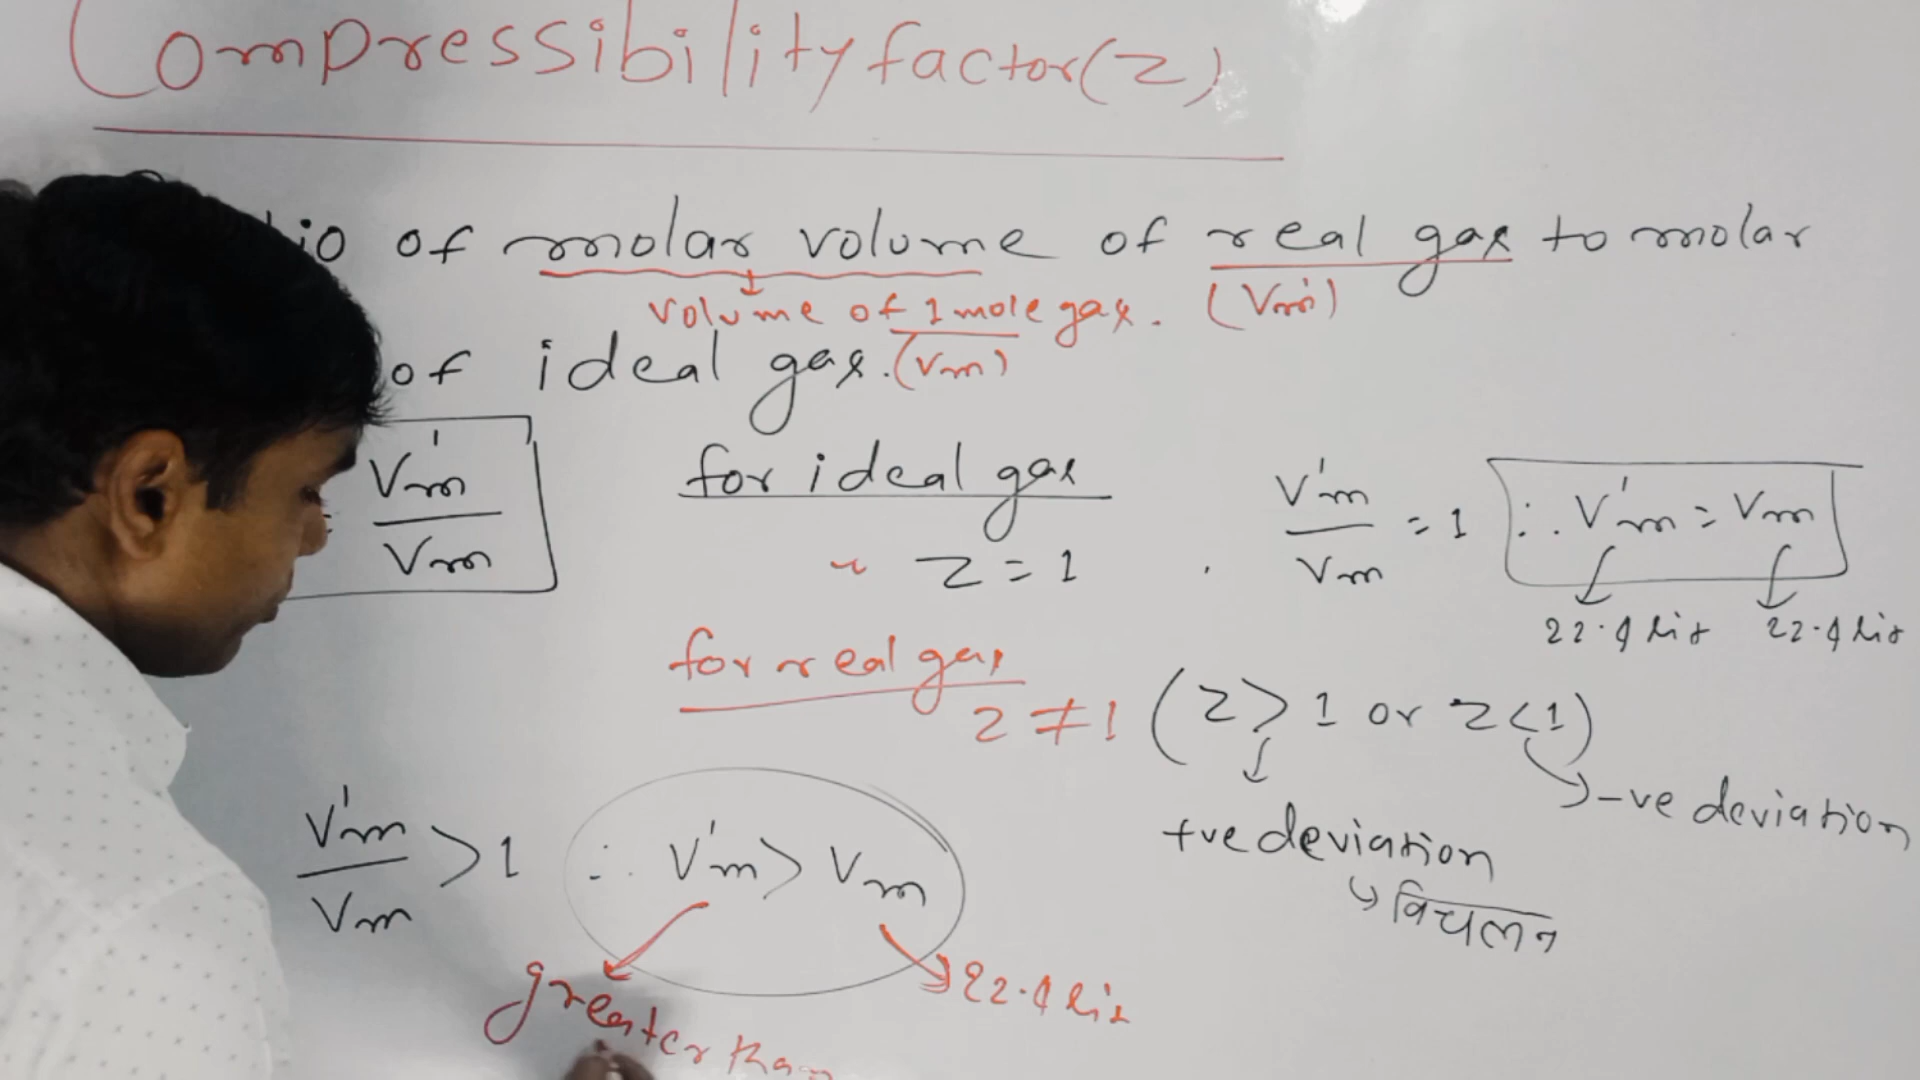 Compressibility factor (Z)
io of molar volume of real gas to molar
volume of 1 mole gas. (Vm')
of ideal gas. (Vm)
V'm
Vm
for ideal gas
Z = 1
V'm
Vm
= 1 ∴ V'm = Vm
22.4 lit 22.4 lit
for real gas
Z ≠ 1 (Z > 1 or Z < 1)
-ve deviation
+ve deviation
विचलन
V'm
Vm
> 1 ∴ V'm > Vm
22.4 lit
greater than